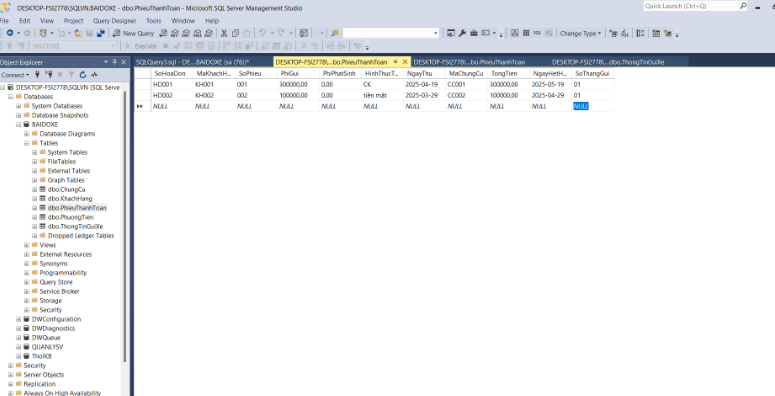 DESKTOP-FSI2778\SQLVN.BAIDOXE - dbo.PhieuThanhToan - Microsoft SQL Server Management Studio
Quick Launch (Ctrl+Q)
File Edit View Project Query Designer Tools Window Help
New Query
Change Type
BAIDOXE
Execute
Object Explorer
SQLQuery3.sql - DE...BAIDOXE (sa (76))*
DESKTOP-FSI2778\...bo.PhieuThanhToan
DESKTOP-FSI2778\...bo.PhieuThanhToan
DESKTOP-FSI2778\...dbo.ThongTinGuiXe
Connect
DESKTOP-FSI2778\SQLVN (SQL Serve
Databases
System Databases
Database Snapshots
BAIDOXE
Database Diagrams
Tables
System Tables
FileTables
External Tables
Graph Tables
dbo.ChungCu
dbo.KhachHang
dbo.PhieuThanhToan
dbo.PhuongTien
dbo.ThongTinGuiXe
Dropped Ledger Tables
Views
External Resources
Synonyms
Programmability
Query Store
Service Broker
Storage
Security
DWConfiguration
DWDiagnostics
DWQueue
QUANLYSV
ThoiKB
Security
Server Objects
Replication
Always On High Availability
SoHoaDon MaKhachH... SoPhieu PhiGui PhiPhatSinh HinhThucT... NgayThu MaChungCu TongTien NgayHetH... SoThangGui
HD001 KH001 001 300000,00 0,00 CK 2025-04-19 CC001 300000,00 2025-05-19 01
HD002 KH002 002 100000,00 0,00 tiền mặt 2025-03-29 CC002 100000,00 2025-04-29 01
NULL NULL NULL NULL NULL NULL NULL NULL NULL NULL NULL